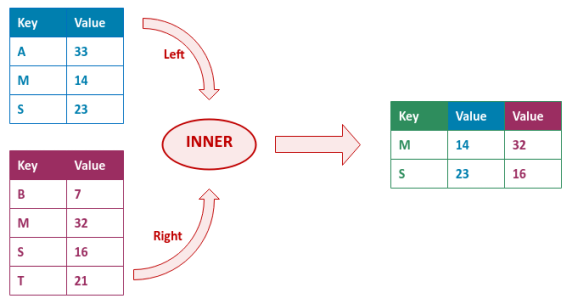 Key Value
A 33
M 14
S 23
Left
INNER
Key Value Value
M 14 32
S 23 16
Key Value
B 7
M 32
S 16
T 21
Right